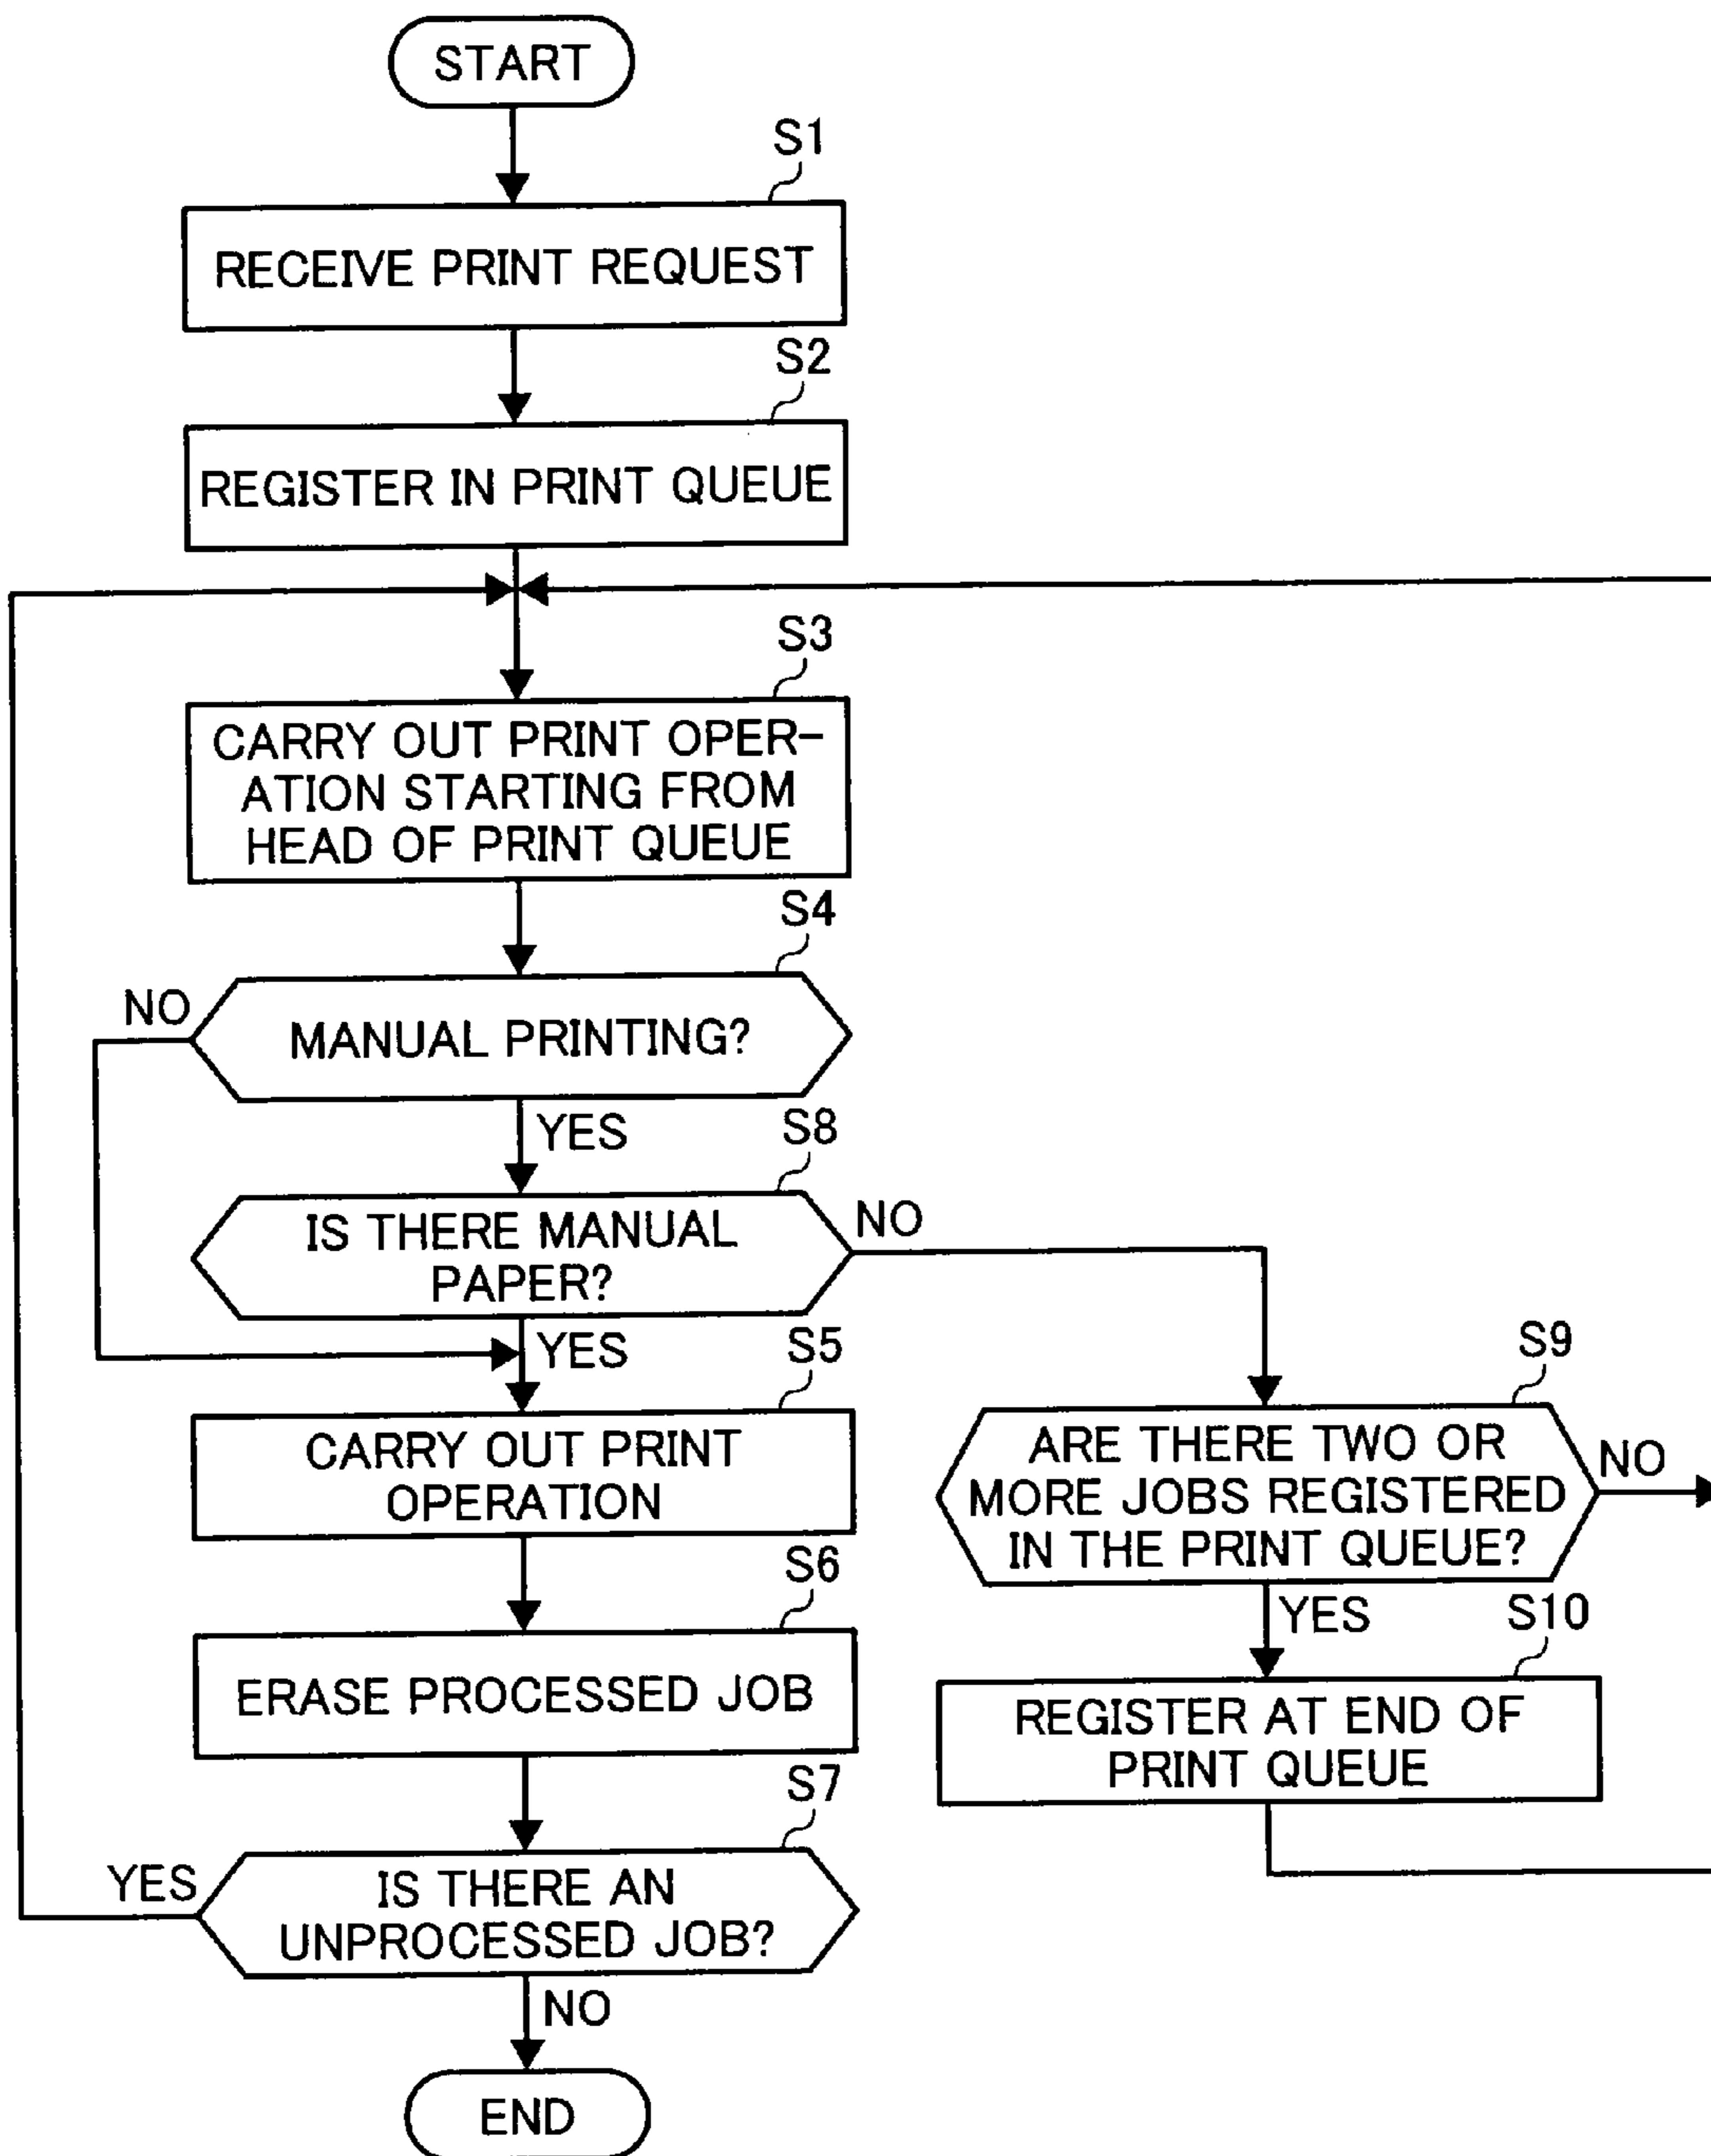 START
S1
RECEIVE PRINT REQUEST
S2
REGISTER IN PRINT QUEUE
S3
CARRY OUT PRINT OPER-
ATION STARTING FROM
HEAD OF PRINT QUEUE
S4
NO
MANUAL PRINTING?
YES
S8
IS THERE MANUAL
PAPER?
NO
YES
S5
CARRY OUT PRINT
OPERATION
S9
ARE THERE TWO OR
MORE JOBS REGISTERED
IN THE PRINT QUEUE?
NO
YES
S6
ERASE PROCESSED JOB
S10
REGISTER AT END OF
PRINT QUEUE
S7
YES
IS THERE AN
UNPROCESSED JOB?
NO
END